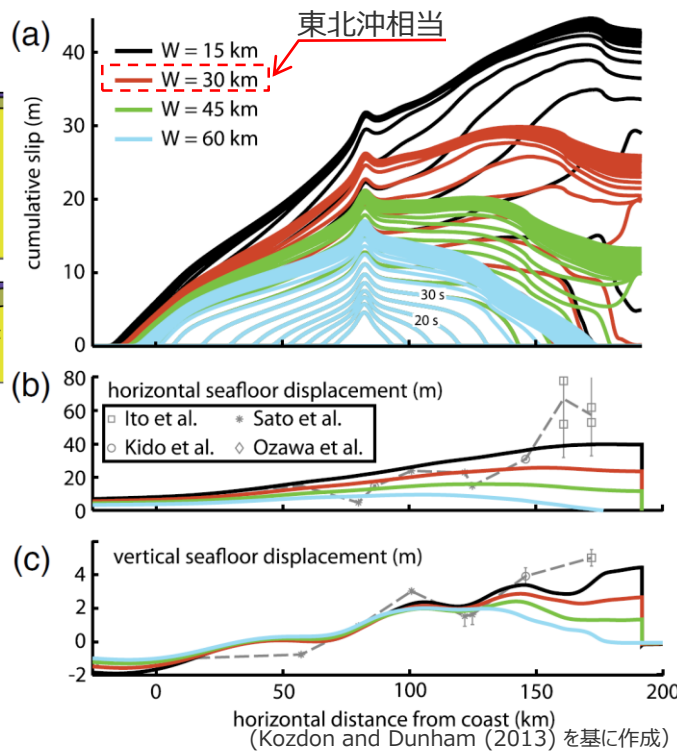 (a)
東北沖相当
W = 15 km
W = 30 km
W = 45 km
W = 60 km
cumulative slip (m)
40
30
20
10
0
30 s
20 s
(b)
horizontal seafloor displacement (m)
Ito et al.
Sato et al.
Kido et al.
Ozawa et al.
80
60
40
20
0
(c)
vertical seafloor displacement (m)
4
2
0
-2
0
50
100
150
200
horizontal distance from coast (km)
(Kozdon and Dunham (2013) を基に作成)